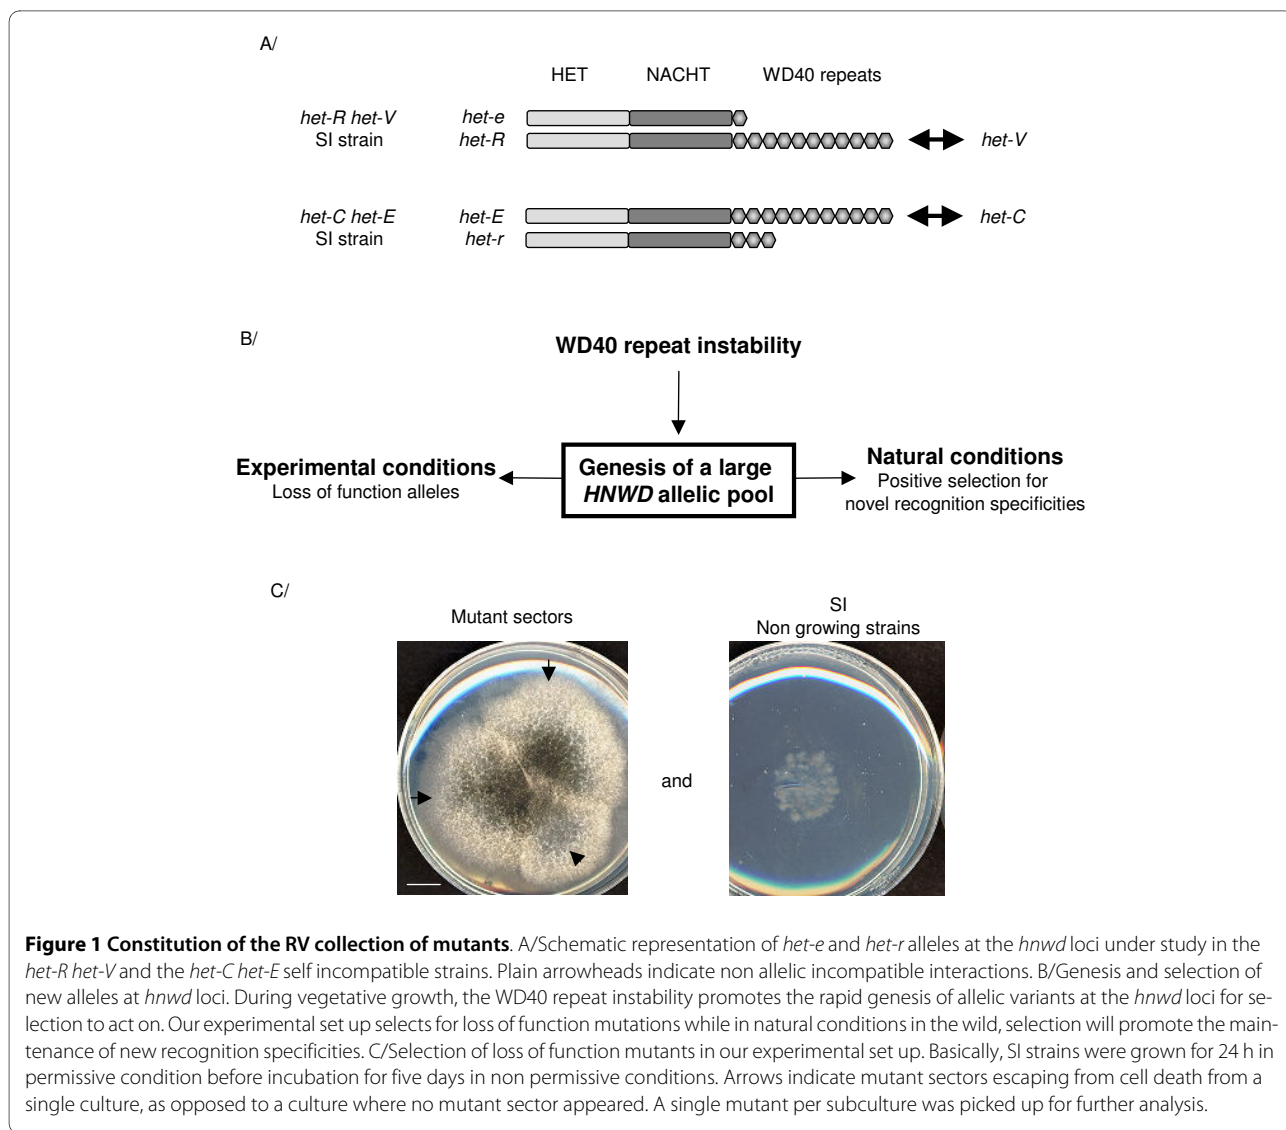 A/
HET NACHT WD40 repeats
het-R het-V het-e
SI strain het-R het-V
het-C het-E het-E het-C
SI strain het-r
B/
WD40 repeat instability
Experimental conditions
Loss of function alleles
Genesis of a large
HNWD allelic pool
Natural conditions
Positive selection for
novel recognition specificities
C/
Mutant sectors
and
SI
Non growing strains
Figure 1 Constitution of the RV collection of mutants. A/Schematic representation of het-e and het-r alleles at the hnwd loci under study in the
het-R het-V and the het-C het-E self incompatible strains. Plain arrowheads indicate non allelic incompatible interactions. B/Genesis and selection of
new alleles at hnwd loci. During vegetative growth, the WD40 repeat instability promotes the rapid genesis of allelic variants at the hnwd loci for se-
lection to act on. Our experimental set up selects for loss of function mutations while in natural conditions in the wild, selection will promote the main-
tenance of new recognition specificities. C/Selection of loss of function mutants in our experimental set up. Basically, SI strains were grown for 24 h in
permissive condition before incubation for five days in non permissive conditions. Arrows indicate mutant sectors escaping from cell death from a
single culture, as opposed to a culture where no mutant sector appeared. A single mutant per subculture was picked up for further analysis.